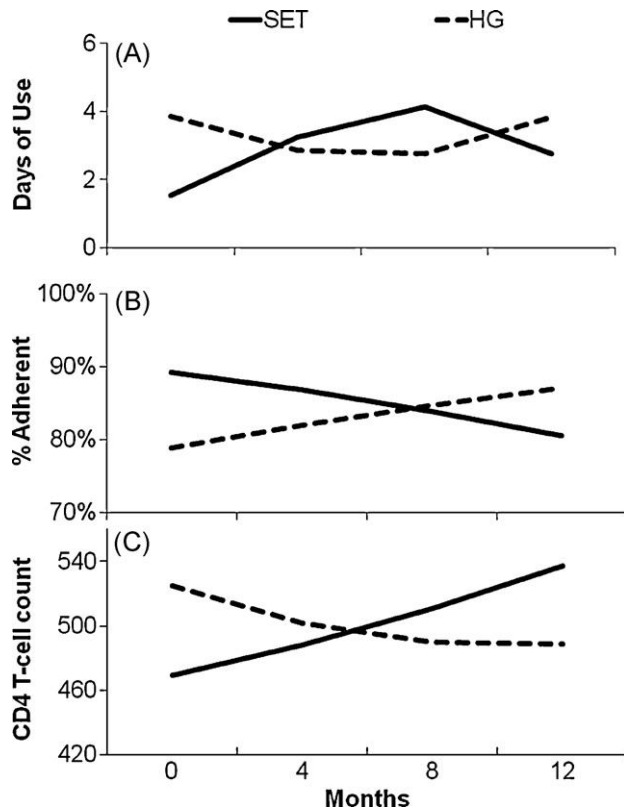 SET HG
(A)
Days of Use
6
4
2
0
(B)
% Adherent
100%
90%
80%
70%
(C)
CD4 T-cell count
540
500
460
420
0 4 8 12
Months